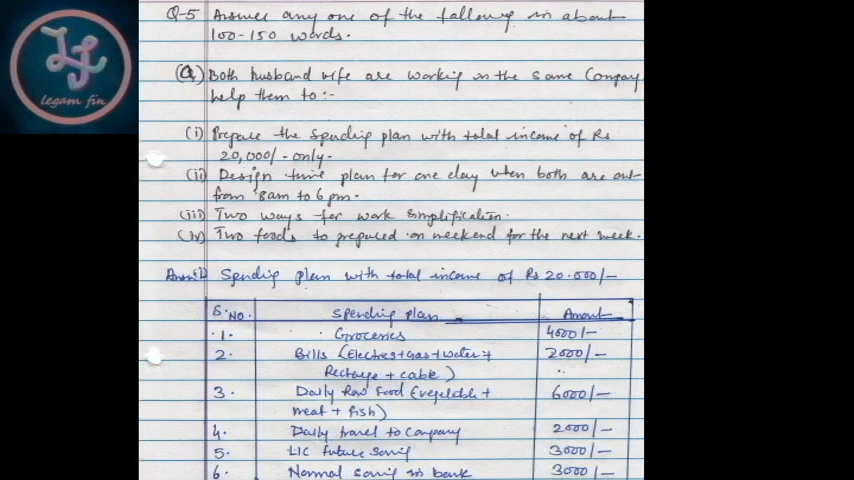 legam fin
Q-5 Answer any one of the following in about
100-150 words.
(a) Both husband wife are working in the same Company
help them to :-
(i) Prepare the spending plan with total income of Rs
20,000/- only.
(ii) Design time plan for one day when both are out
from 8am to 6pm.
(iii) Two ways for work simplification.
(iv) Two foods to prepared on weekend for the next week.
Spending plan with total income of Rs 20.000/-
S.NO. Spending plan Amount
1. Groceries 4000/-
2. Bills (Electrics+Gas+water+ 2000/-
Recharge + cable)
3. Daily Raw food (vegetable + 6000/-
meat + fish)
4. Daily travel to Company 2000/-
5. LIC future saving 3000/-
6. Normal saving in bank 3000/-